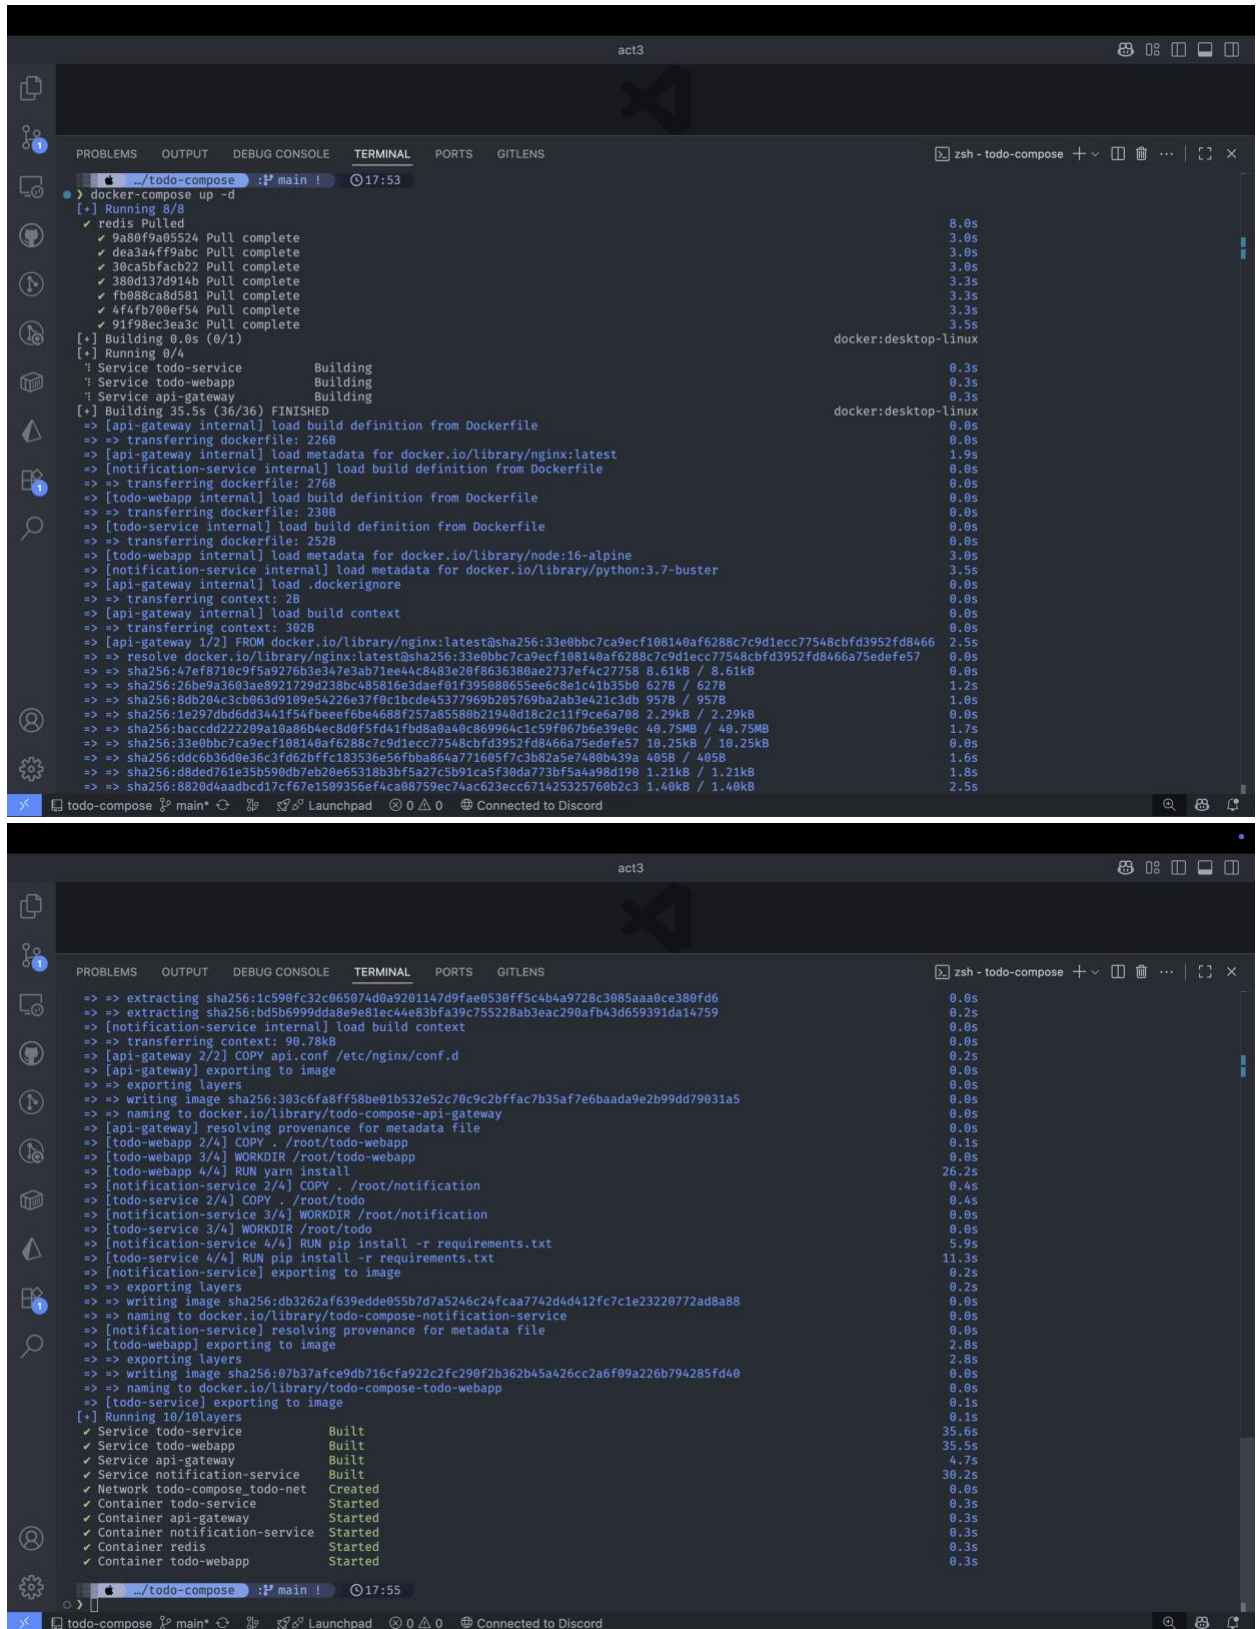 act3
PROBLEMS OUTPUT DEBUG CONSOLE TERMINAL PORTS GITLENS zsh - todo-compose
…/todo-compose main ! 17:53
❯ docker-compose up -d
[+] Running 8/8
✔ redis Pulled 8.0s
✔ 9a80f9a05524 Pull complete 3.0s
✔ dea3a4ff9abc Pull complete 3.0s
✔ 30ca5bfacb22 Pull complete 3.0s
✔ 380d137d914b Pull complete 3.3s
✔ fb088ca8d581 Pull complete 3.3s
✔ 4f4fb700ef54 Pull complete 3.3s
✔ 91f98ec3ea3c Pull complete 3.5s
[+] Building 0.0s (0/1) docker:desktop-linux
[+] Running 0/4
Service todo-service Building 0.3s
Service todo-webapp Building 0.3s
Service api-gateway Building 0.3s
[+] Building 35.5s (36/36) FINISHED docker:desktop-linux
=> [api-gateway internal] load build definition from Dockerfile 0.0s
=> => transferring dockerfile: 226B 0.0s
=> [api-gateway internal] load metadata for docker.io/library/nginx:latest 1.9s
=> [notification-service internal] load build definition from Dockerfile 0.0s
=> => transferring dockerfile: 276B 0.0s
=> [todo-webapp internal] load build definition from Dockerfile 0.0s
=> => transferring dockerfile: 230B 0.0s
=> [todo-service internal] load build definition from Dockerfile 0.0s
=> => transferring dockerfile: 252B 0.0s
=> [todo-webapp internal] load metadata for docker.io/library/node:16-alpine 3.0s
=> [notification-service internal] load metadata for docker.io/library/python:3.7-buster 3.5s
=> [api-gateway internal] load .dockerignore 0.0s
=> => transferring context: 2B 0.0s
=> [api-gateway internal] load build context 0.0s
=> => transferring context: 302B 0.0s
=> [api-gateway 1/2] FROM docker.io/library/nginx:latest@sha256:33e0bbc7ca9ecf108140af6288c7c9d1ecc77548cbfd3952fd8466 2.5s
=> => resolve docker.io/library/nginx:latest@sha256:33e0bbc7ca9ecf108140af6288c7c9d1ecc77548cbfd3952fd8466a75edefe57 0.0s
=> => sha256:47ef8710c9f5a9276b3e347e3ab71ee44c8483e20f8636380ae2737ef4c27758 8.61kB / 8.61kB 0.0s
=> => sha256:26be9a3603ae8921729d238bc485816e3daef01f395080655ee6c8e1c41b35b0 627B / 627B 1.2s
=> => sha256:8db204c3cb063d9109e54226e37f0c1bcde45377969b205769ba2ab3e421c3db 957B / 957B 1.0s
=> => sha256:1e297dbd6dd3441f54fbeeef6be4688f257a85580b21940d18c2c11f9ce6a708 2.29kB / 2.29kB 0.0s
=> => sha256:baccdd222209a10a86b4ec8d0f5fd41fbd8a0a40c869964c1c59f067b6e39e0c 40.75MB / 40.75MB 1.7s
=> => sha256:33e0bbc7ca9ecf108140af6288c7c9d1ecc77548cbfd3952fd8466a75edefe57 10.25kB / 10.25kB 0.0s
=> => sha256:ddc6b36d0e36c3fd62bffc183536e56fbba864a771605f7c3b82a5e7480b439a 405B / 405B 1.6s
=> => sha256:d8ded761e35b590db7eb20e65318b3bf5a27c5b91ca5f30da773bf5a4a98d190 1.21kB / 1.21kB 1.8s
=> => sha256:8820d4aadbcd17cf67e1509356ef4ca08759ec74ac623ecc671425325760b2c3 1.40kB / 1.40kB 2.5s
todo-compose main* Launchpad 0 0 Connected to Discord
act3
PROBLEMS OUTPUT DEBUG CONSOLE TERMINAL PORTS GITLENS zsh - todo-compose
=> => extracting sha256:1c590fc32c065074d0a9201147d9fae0530ff5c4b4a9728c3085aaa0ce380fd6 0.0s
=> => extracting sha256:bd5b6999dda8e9e81ec44e83bfa39c755228ab3eac290afb43d659391da14759 0.2s
=> [notification-service internal] load build context 0.0s
=> => transferring context: 90.78kB 0.0s
=> [api-gateway 2/2] COPY api.conf /etc/nginx/conf.d 0.2s
=> [api-gateway] exporting to image 0.0s
=> => exporting layers 0.0s
=> => writing image sha256:303c6fa8ff58be01b532e52c70c9c2bffac7b35af7e6baada9e2b99dd79031a5 0.0s
=> => naming to docker.io/library/todo-compose-api-gateway 0.0s
=> [api-gateway] resolving provenance for metadata file 0.0s
=> [todo-webapp 2/4] COPY . /root/todo-webapp 0.1s
=> [todo-webapp 3/4] WORKDIR /root/todo-webapp 0.0s
=> [todo-webapp 4/4] RUN yarn install 26.2s
=> [notification-service 2/4] COPY . /root/notification 0.4s
=> [todo-service 2/4] COPY . /root/todo 0.4s
=> [notification-service 3/4] WORKDIR /root/notification 0.0s
=> [todo-service 3/4] WORKDIR /root/todo 0.0s
=> [notification-service 4/4] RUN pip install -r requirements.txt 5.9s
=> [todo-service 4/4] RUN pip install -r requirements.txt 11.3s
=> [notification-service] exporting to image 0.2s
=> => exporting layers 0.2s
=> => writing image sha256:db3262af639edde055b7d7a5246c24fcaa7742d4d412fc7c1e23220772ad8a88 0.0s
=> => naming to docker.io/library/todo-compose-notification-service 0.0s
=> [notification-service] resolving provenance for metadata file 0.0s
=> [todo-webapp] exporting to image 2.8s
=> => exporting layers 2.8s
=> => writing image sha256:07b37afce9db716cfa922c2fc290f2b362b45a426cc2a6f09a226b794285fd40 0.0s
=> => naming to docker.io/library/todo-compose-todo-webapp 0.0s
=> [todo-service] exporting to image 0.1s
[+] Running 10/10layers 0.1s
✔ Service todo-service Built 35.6s
✔ Service todo-webapp Built 35.5s
✔ Service api-gateway Built 4.7s
✔ Service notification-service Built 30.2s
✔ Network todo-compose_todo-net Created 0.0s
✔ Container todo-service Started 0.3s
✔ Container api-gateway Started 0.3s
✔ Container notification-service Started 0.3s
✔ Container redis Started 0.3s
✔ Container todo-webapp Started 0.3s
…/todo-compose main ! 17:55
❯
todo-compose main* Launchpad 0 0 Connected to Discord